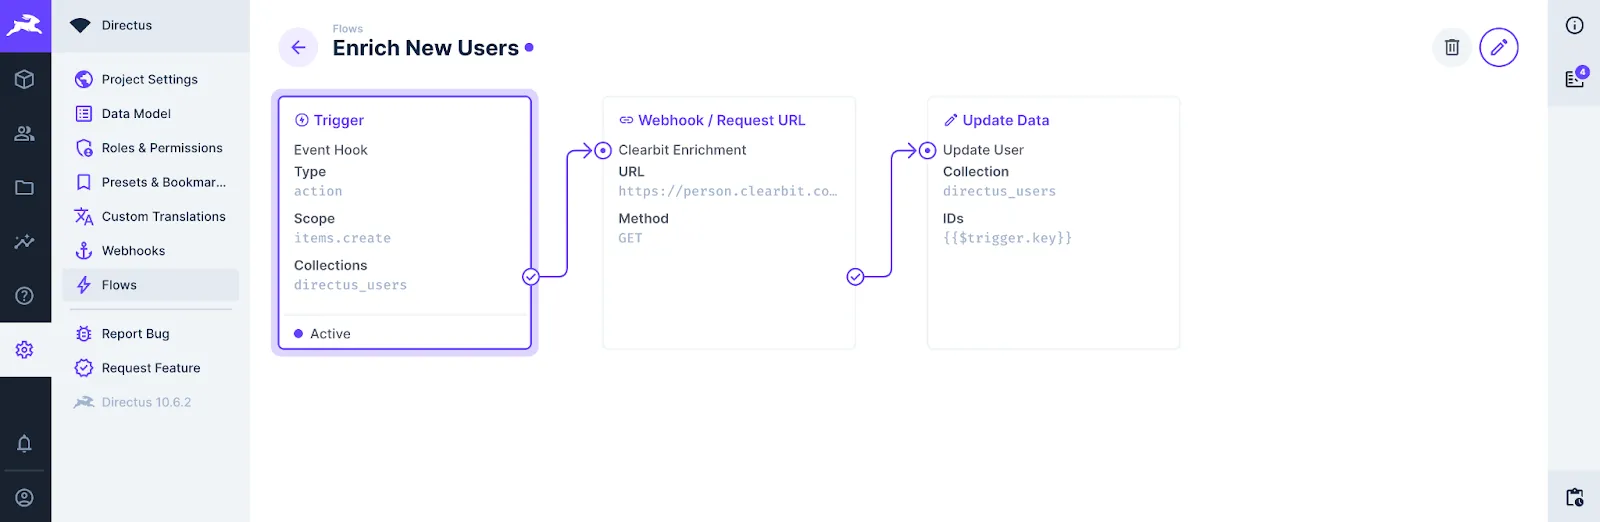 Directus
Project Settings
Data Model
Roles & Permissions
Presets & Bookmar...
Custom Translations
Webhooks
Flows
Report Bug
Request Feature
Directus 10.6.2
Flows
Enrich New Users
4
Trigger
Event Hook
Type
action
Scope
items.create
Collections
directus_users
Active
Webhook / Request URL
Clearbit Enrichment
URL
https://person.clearbit.co…
Method
GET
Update Data
Update User
Collection
directus_users
IDs
{{$trigger.key}}